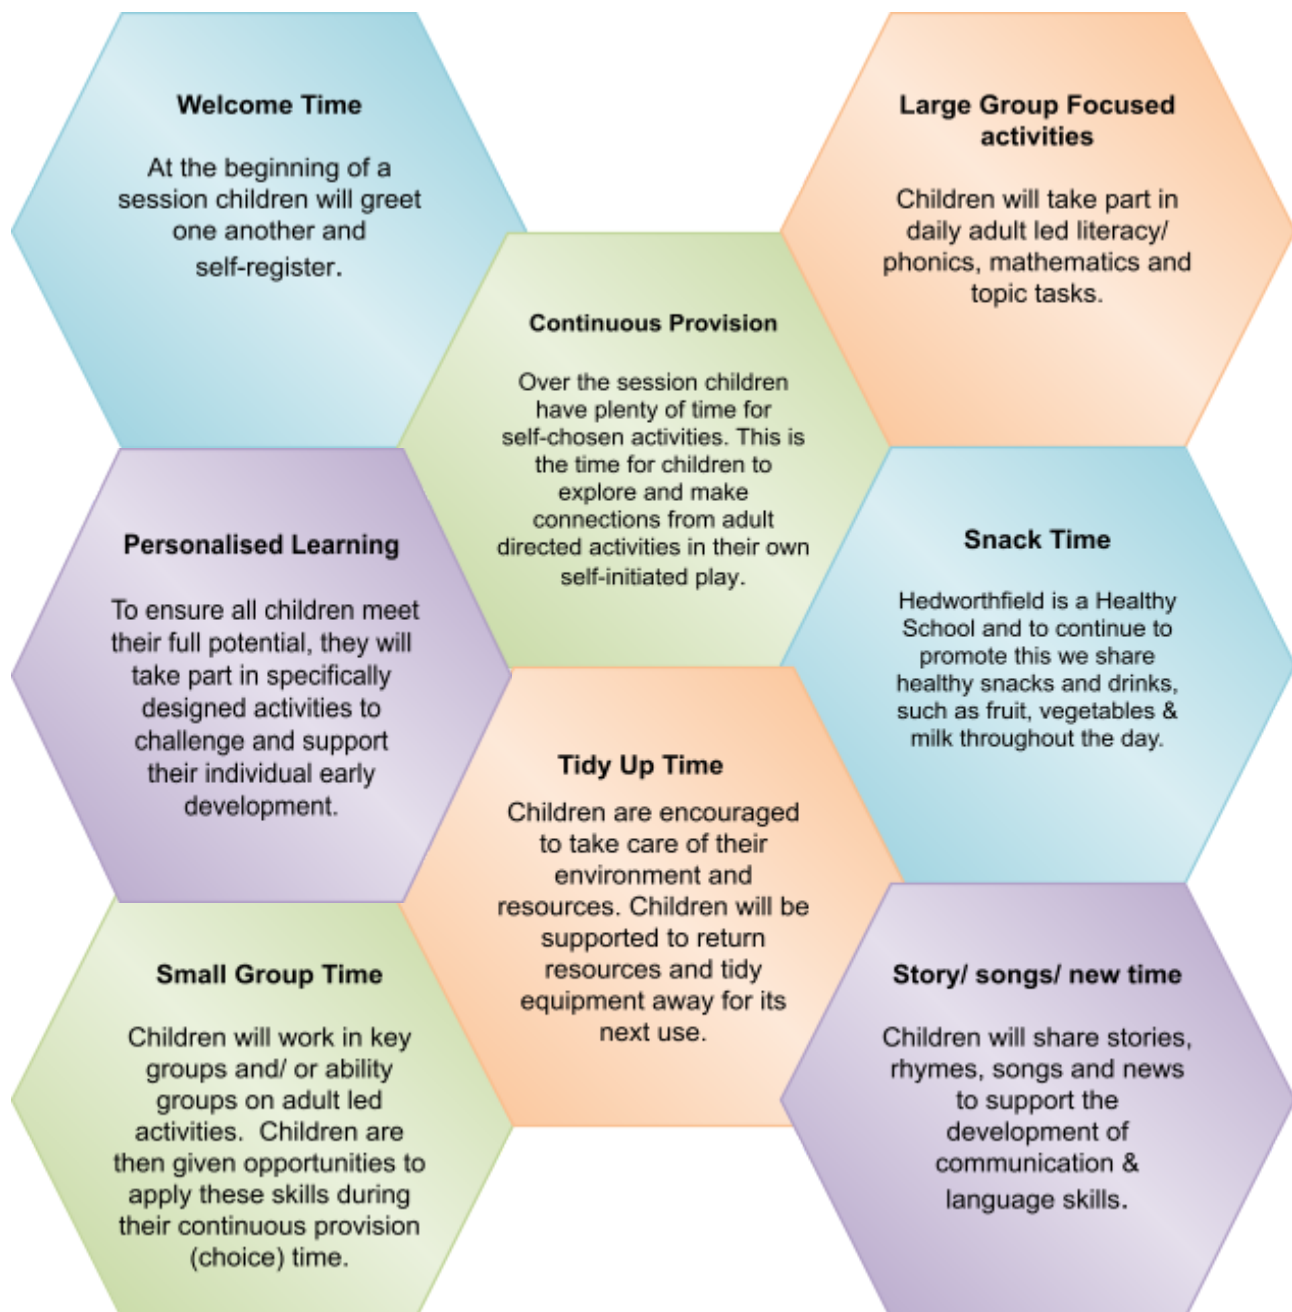 Welcome Time
At the beginning of a
session children will greet
one another and
self-register.
Large Group Focused
activities
Children will take part in
daily adult led literacy/
phonics, mathematics and
topic tasks.
Continuous Provision
Over the session children
have plenty of time for
self-chosen activities. This is
the time for children to
explore and make
connections from adult
directed activities in their own
self-initiated play.
Personalised Learning
To ensure all children meet
their full potential, they will
take part in specifically
designed activities to
challenge and support
their individual early
development.
Snack Time
Hedworthfield is a Healthy
School and to continue to
promote this we share
healthy snacks and drinks,
such as fruit, vegetables &
milk throughout the day.
Tidy Up Time
Children are encouraged
to take care of their
environment and
resources. Children will be
supported to return
resources and tidy
equipment away for its
next use.
Small Group Time
Children will work in key
groups and/ or ability
groups on adult led
activities.  Children are
then given opportunities to
apply these skills during
their continuous provision
(choice) time.
Story/ songs/ new time
Children will share stories,
rhymes, songs and news
to support the
development of
communication &
language skills.